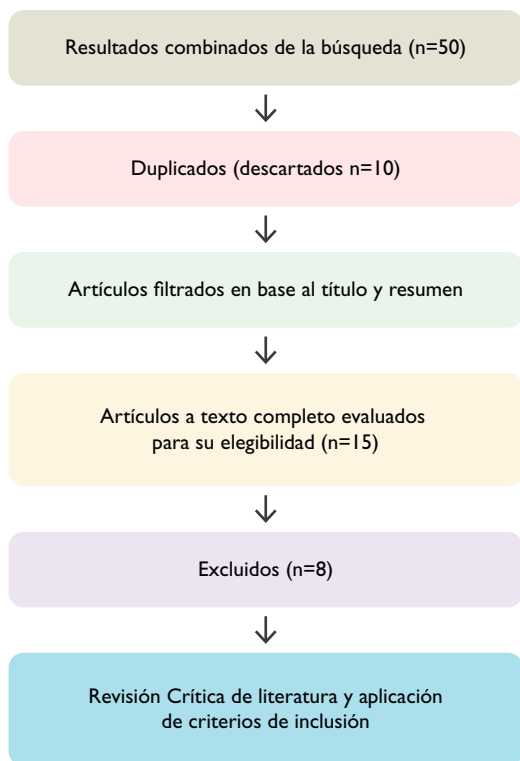 Resultados combinados de la búsqueda (n=50)
Duplicados (descartados n=10)
Artículos filtrados en base al título y resumen
Artículos a texto completo evaluados
para su elegibilidad (n=15)
Excluidos (n=8)
Revisión Crítica de literatura y aplicación
de criterios de inclusión